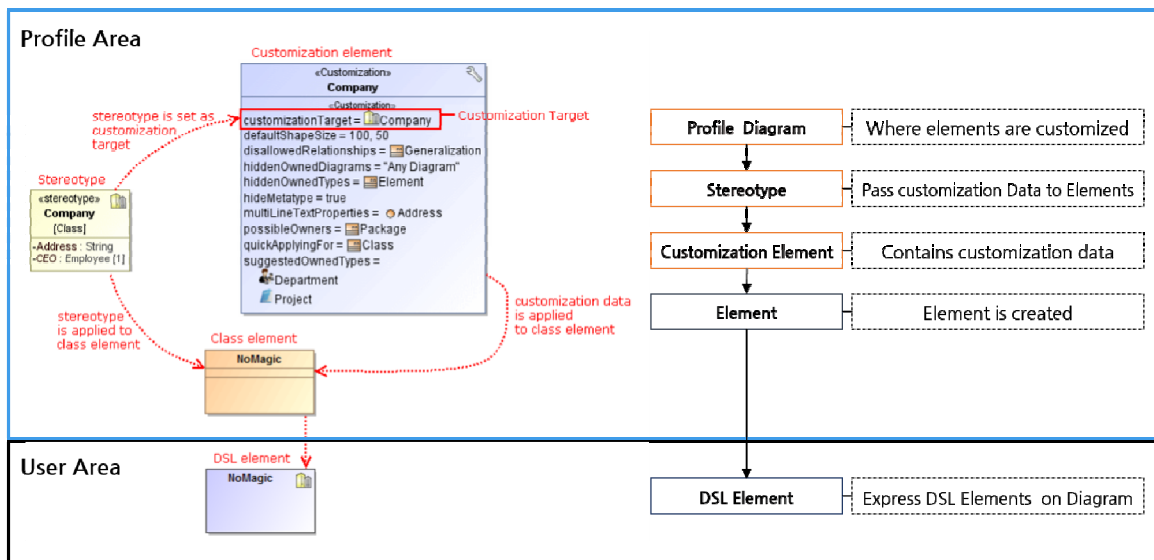 Profile Area
Customization element
«Customization»
Company
«Customization»
customizationTarget = Company
Customization Target
defaultShapeSize = 100, 50
disallowedRelationships = Generalization
hiddenOwnedDiagrams = "Any Diagram"
hiddenOwnedTypes = Element
hideMetatype = true
multiLineTextProperties = Address
possibleOwners = Package
quickApplyingFor = Class
suggestedOwnedTypes =
Department
Project
stereotype is set as
customization
target
Stereotype
«stereotype»
Company
[Class]
-Address : String
-CEO : Employee [1]
stereotype
is applied to
class element
customization data
is applied
to class element
Class element
NoMagic
Profile Diagram
Where elements are customized
Stereotype
Pass customization Data to Elements
Customization Element
Contains customization data
Element
Element is created
User Area
DSL element
NoMagic
DSL Element
Express DSL Elements on Diagram